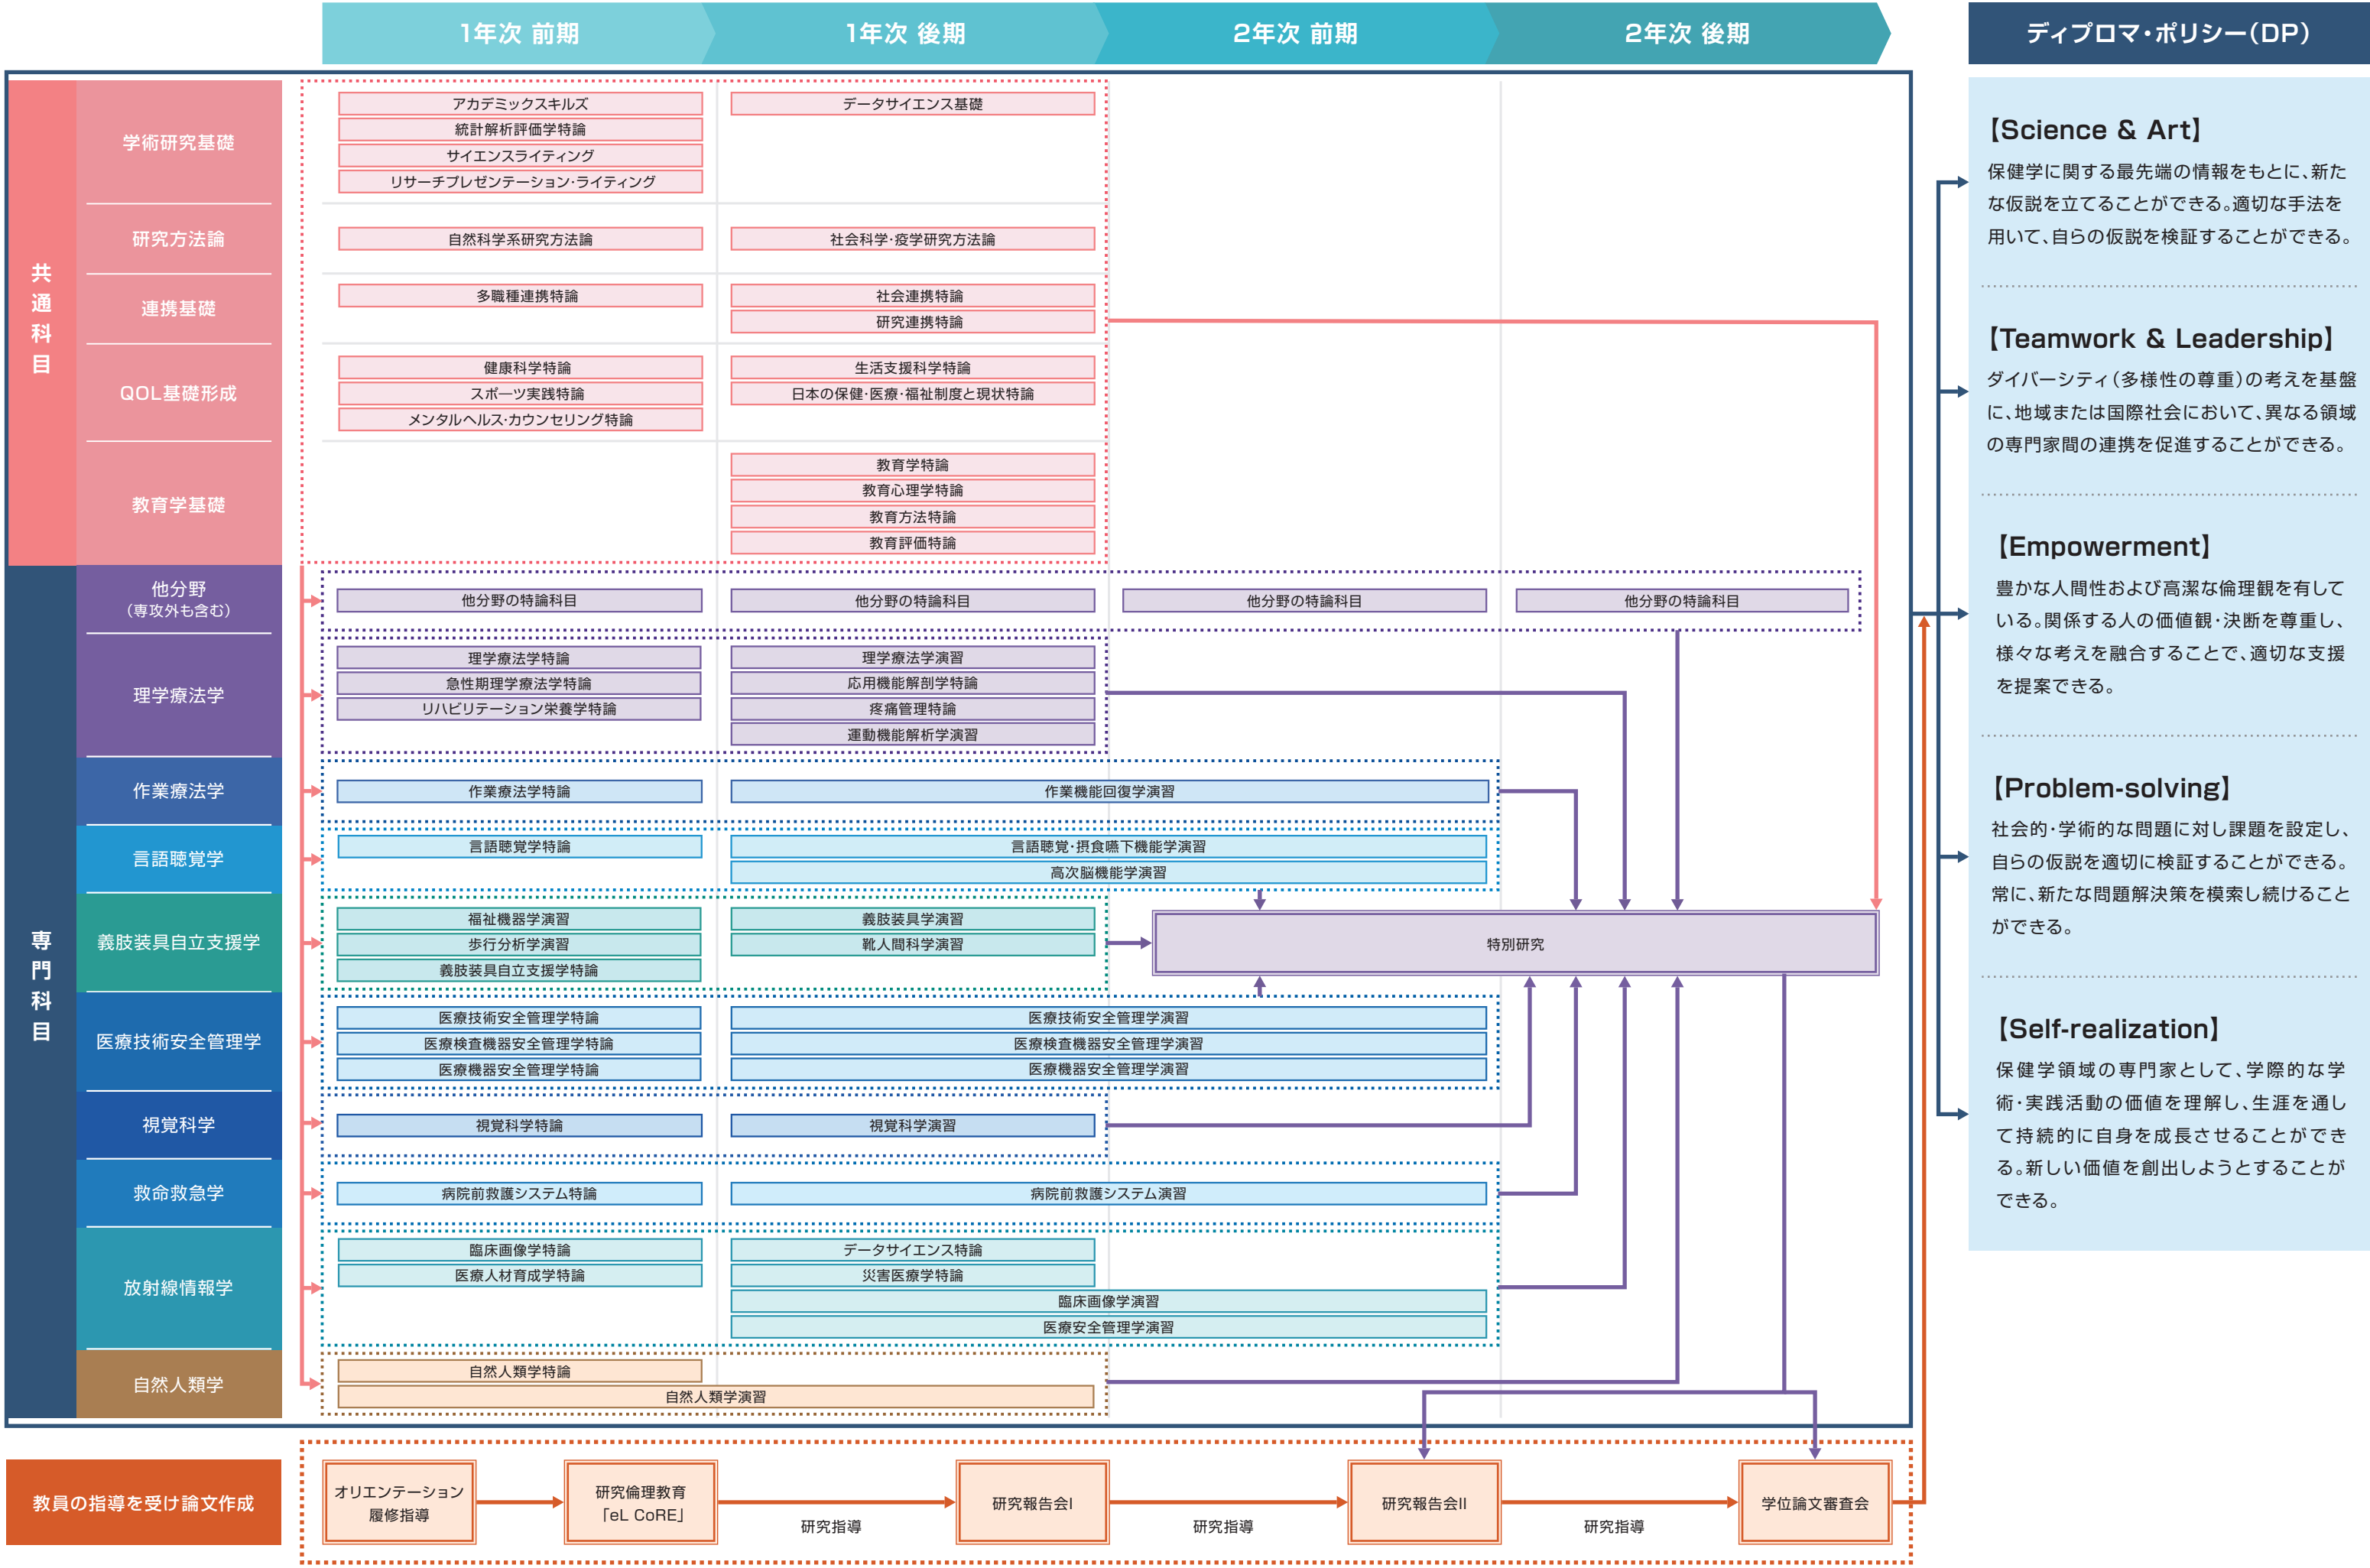 1年次 前期
1年次 後期
2年次 前期
2年次 後期
ディプロマ・ポリシー（DP）
共通科目
学術研究基礎
アカデミックスキルズ
データサイエンス基礎
統計解析評価学特論
サイエンスライティング
リサーチプレゼンテーション・ライティング
研究方法論
自然科学系研究方法論
社会科学・疫学研究方法論
連携基礎
多職種連携特論
社会連携特論
研究連携特論
QOL基礎形成
健康科学特論
生活支援科学特論
スポーツ実践特論
日本の保健・医療・福祉制度と現状特論
メンタルヘルス・カウンセリング特論
教育学基礎
教育学特論
教育心理学特論
教育方法特論
教育評価特論
専門科目
他分野
（専攻外も含む）
他分野の特論科目
他分野の特論科目
他分野の特論科目
他分野の特論科目
理学療法学
理学療法学特論
理学療法学演習
急性期理学療法学特論
応用機能解剖学特論
リハビリテーション栄養学特論
疼痛管理特論
運動機能解析学演習
作業療法学
作業療法学特論
作業機能回復学演習
言語聴覚学
言語聴覚学特論
言語聴覚・摂食嚥下機能学演習
高次脳機能学演習
義肢装具自立支援学
福祉機器学演習
義肢装具学演習
歩行分析学演習
靴人間科学演習
義肢装具自立支援学特論
特別研究
医療技術安全管理学
医療技術安全管理学特論
医療技術安全管理学演習
医療検査機器安全管理学特論
医療検査機器安全管理学演習
医療機器安全管理学特論
医療機器安全管理学演習
視覚科学
視覚科学特論
視覚科学演習
救命救急学
病院前救護システム特論
病院前救護システム演習
放射線情報学
臨床画像学特論
データサイエンス特論
医療人材育成学特論
災害医療学特論
臨床画像学演習
医療安全管理学演習
自然人類学
自然人類学特論
自然人類学演習
教員の指導を受け論文作成
オリエンテーション
履修指導
研究倫理教育
「eL CoRE」
研究指導
研究報告会I
研究指導
研究報告会II
研究指導
学位論文審査会
【Science & Art】
保健学に関する最先端の情報をもとに、新た
な仮説を立てることができる。適切な手法を
用いて、自らの仮説を検証することができる。
【Teamwork & Leadership】
ダイバーシティ（多様性の尊重）の考えを基盤
に、地域または国際社会において、異なる領域
の専門家間の連携を促進することができる。
【Empowerment】
豊かな人間性および高潔な倫理観を有して
いる。関係する人の価値観・決断を尊重し、
様々な考えを融合することで、適切な支援
を提案できる。
【Problem-solving】
社会的・学術的な問題に対し課題を設定し、
自らの仮説を適切に検証することができる。
常に、新たな問題解決策を模索し続けること
ができる。
【Self-realization】
保健学領域の専門家として、学際的な学
術・実践活動の価値を理解し、生涯を通し
て持続的に自身を成長させることができ
る。新しい価値を創出しようとすることが
できる。